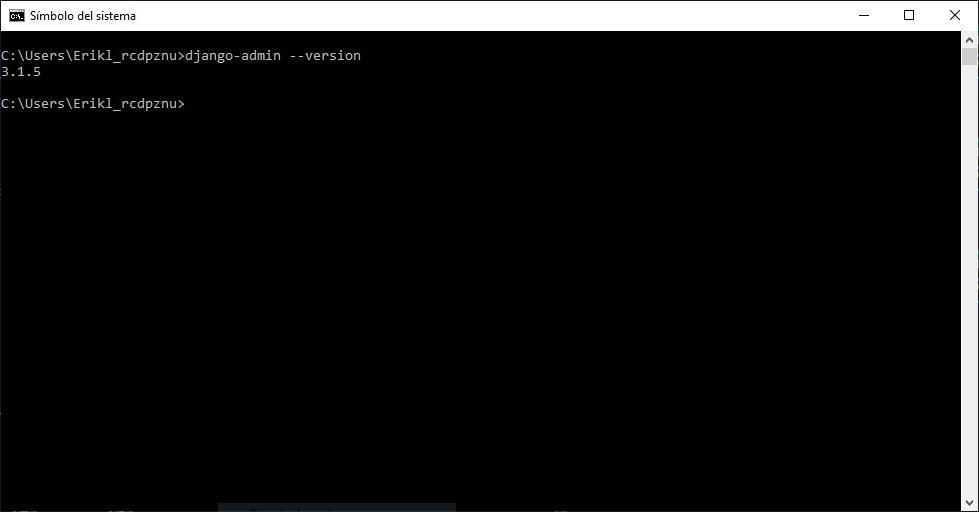 Símbolo del sistema
C:\Users\Erikl_rcdpznu>django-admin --version
3.1.5
C:\Users\Erikl_rcdpznu>